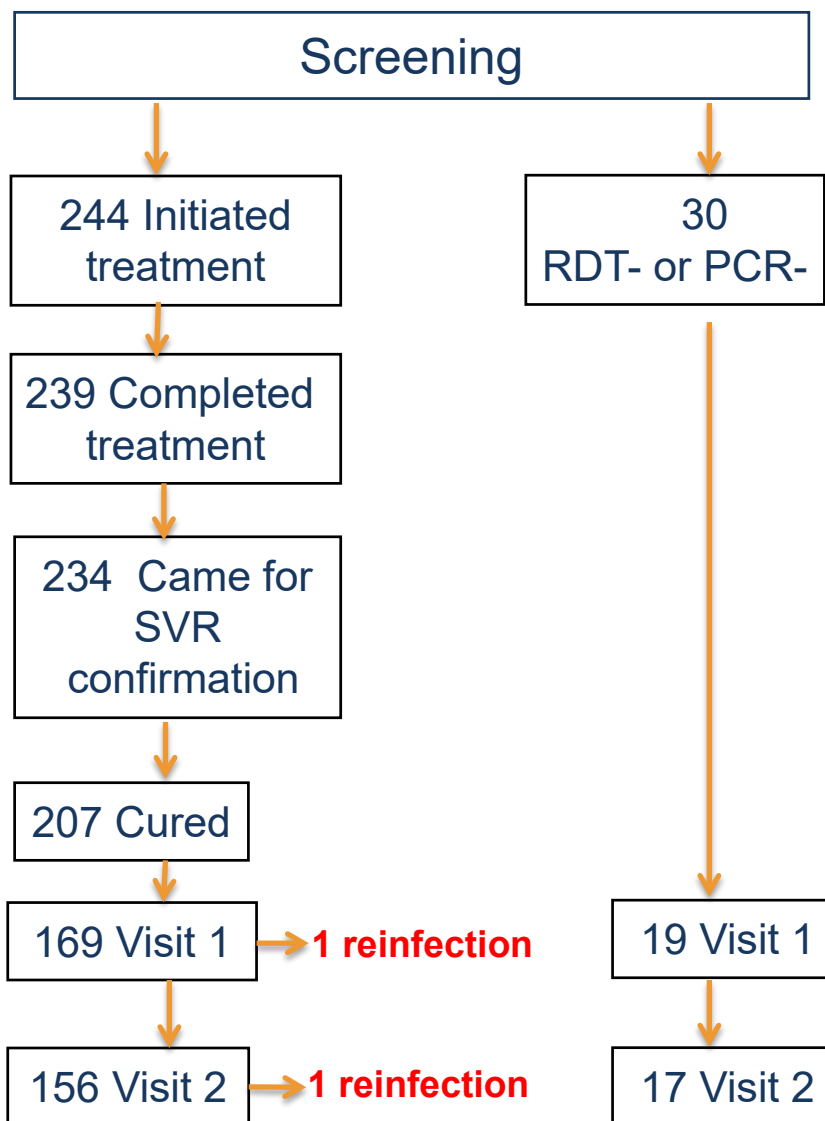 Screening
244 Initiated
treatment
30
RDT- or PCR-
239 Completed
treatment
234 Came for
SVR
confirmation
207 Cured
169 Visit 1
1 reinfection
19 Visit 1
156 Visit 2
1 reinfection
17 Visit 2